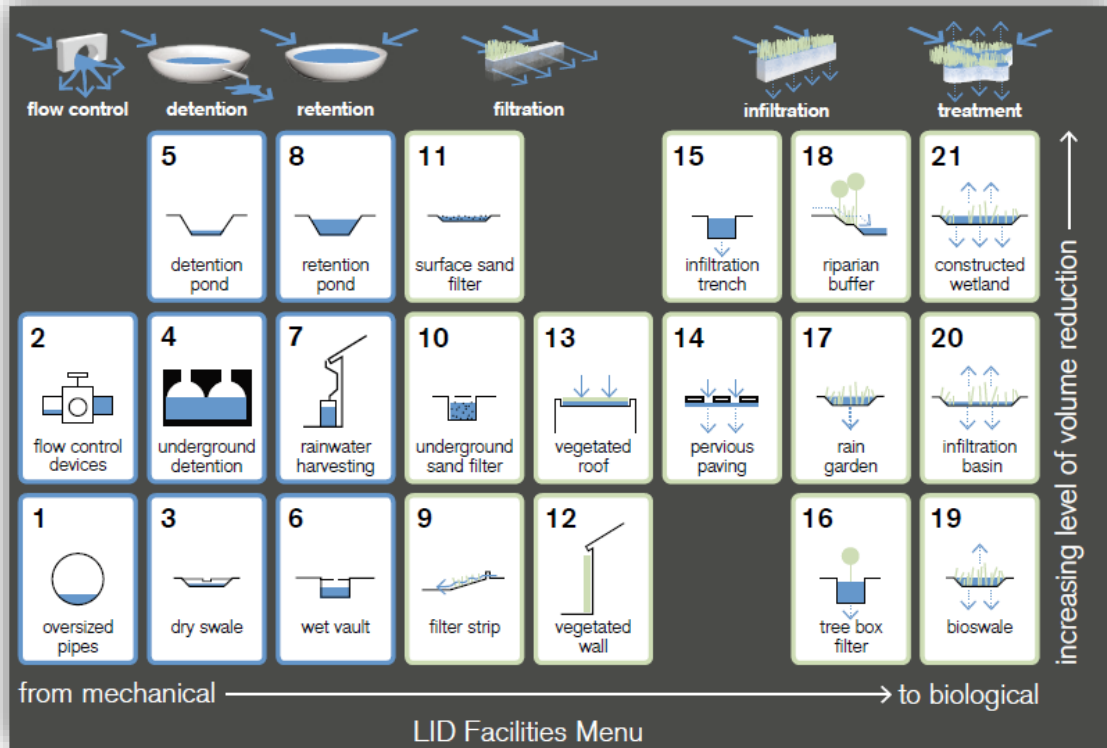 flow control
detention
retention
filtration
infiltration
treatment
5
detention
pond
8
retention
pond
11
surface sand
filter
15
infiltration
trench
18
riparian
buffer
21
constructed
wetland
2
flow control
devices
4
underground
detention
7
rainwater
harvesting
10
underground
sand filter
13
vegetated
roof
14
pervious
paving
17
rain
garden
20
infiltration
basin
1
oversized
pipes
3
dry swale
6
wet vault
9
filter strip
12
vegetated
wall
16
tree box
filter
19
bioswale
increasing level of volume reduction
from mechanical
to biological
LID Facilities Menu